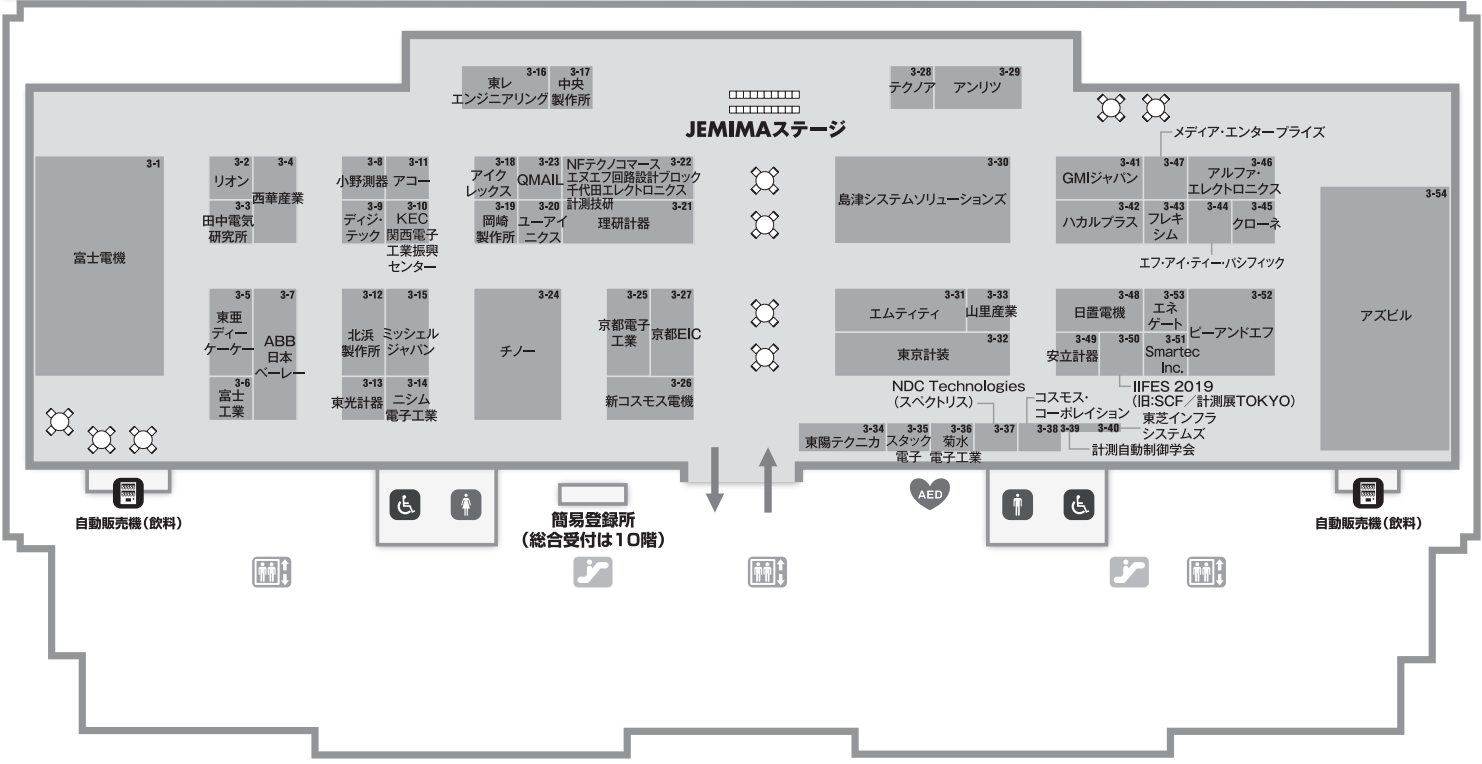 3-16
東レ
エンジニアリング
3-17
中央
製作所
JEMIMAステージ
3-28
テクノア
3-29
アンリツ
メディア・エンタープライズ
3-1
富士電機
3-2
リオン
3-3
田中電気
研究所
3-4
西華産業
3-8
小野測器
3-11
アコー
3-9
ディジ・
テック
3-10
KEC
関西電子
工業振興
センター
3-18
アイク
レックス
3-23
QMAIL
3-22
NFテクノコマース
エヌエフ回路設計ブロック
千代田エレクトロニクス
計測技研
3-19
岡崎
製作所
3-20
ユーアイ
ニクス
3-21
理研計器
3-30
島津システムソリューションズ
3-41
GMIジャパン
3-47
3-46
アルファ・
エレクトロニクス
3-42
ハカルプラス
3-43
フレキ
シム
3-44
3-45
クローネ
エフ・アイ・ティー・パシフィック
3-54
アズビル
3-5
東亜
ディー
ケーケー
3-7
ABB
日本
ベーレー
3-6
富士
工業
3-12
北浜
製作所
3-15
ミッシェル
ジャパン
3-13
東光計器
3-14
ニシム
電子工業
3-24
チノー
3-25
京都電子
工業
3-27
京都EIC
3-26
新コスモス電機
3-31
エムティティ
3-33
山里産業
3-32
東京計装
3-48
日置電機
3-53
エネ
ゲート
3-52
ピーアンドエフ
3-49
安立計器
3-50
3-51
Smartec
Inc.
IIFES 2019
(旧:SCF/計測展TOKYO)
NDC Technologies
(スペクトリス)
コスモス・
コーポレイション
東芝インフラ
システムズ
計測自動制御学会
3-34
東陽テクニカ
3-35
スタック
電子
3-36
菊水
電子工業
3-37
3-38
3-39
3-40
自動販売機(飲料)
簡易登録所
(総合受付は10階)
AED
自動販売機(飲料)